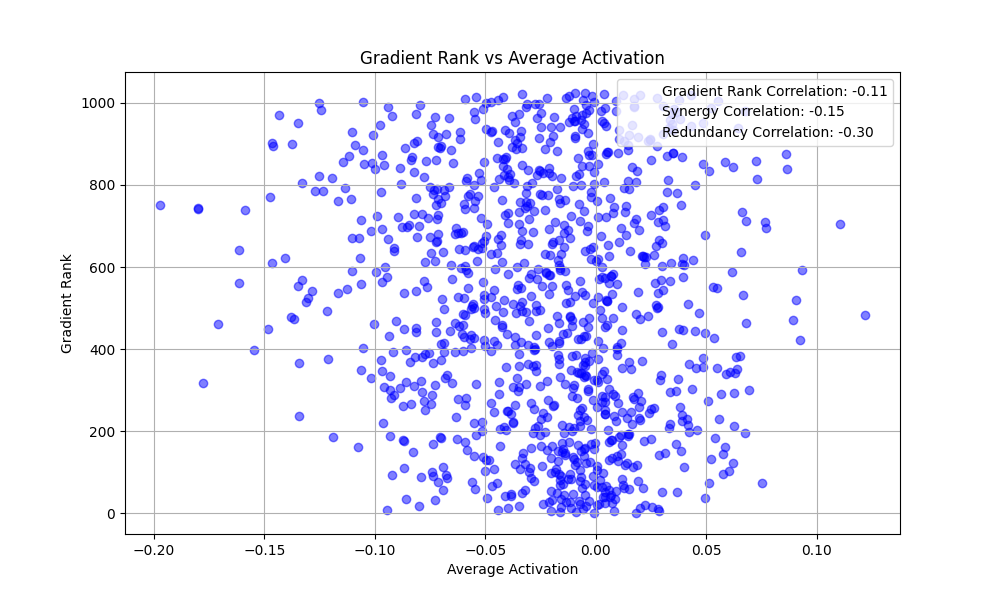 Gradient Rank vs Average Activation
Gradient Rank Correlation: -0.11
Synergy Correlation: -0.15
Redundancy Correlation: -0.30
1000
800
600
400
200
0
Gradient Rank
−0.20 −0.15 −0.10 −0.05 0.00 0.05 0.10
Average Activation